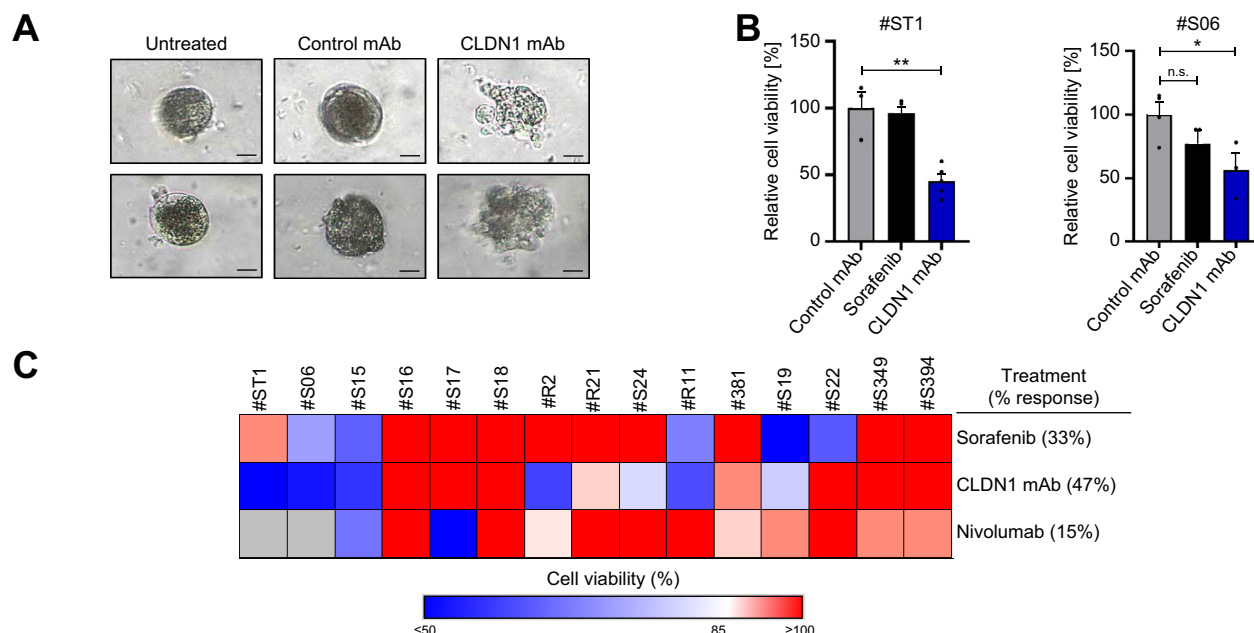 A
Untreated
Control mAb
CLDN1 mAb
B
#ST1
Relative cell viability [%]
150
100
50
0
**
Control mAb
Sorafenib
CLDN1 mAb
#S06
Relative cell viability [%]
150
100
50
0
*
n.s.
Control mAb
Sorafenib
CLDN1 mAb
C
#ST1
#S06
#S15
#S16
#S17
#S18
#R2
#R21
#S24
#R11
#381
#S19
#S22
#S349
#S394
Treatment
(% response)
Sorafenib (33%)
CLDN1 mAb (47%)
Nivolumab (15%)
Cell viability (%)
≤50
85
≥100